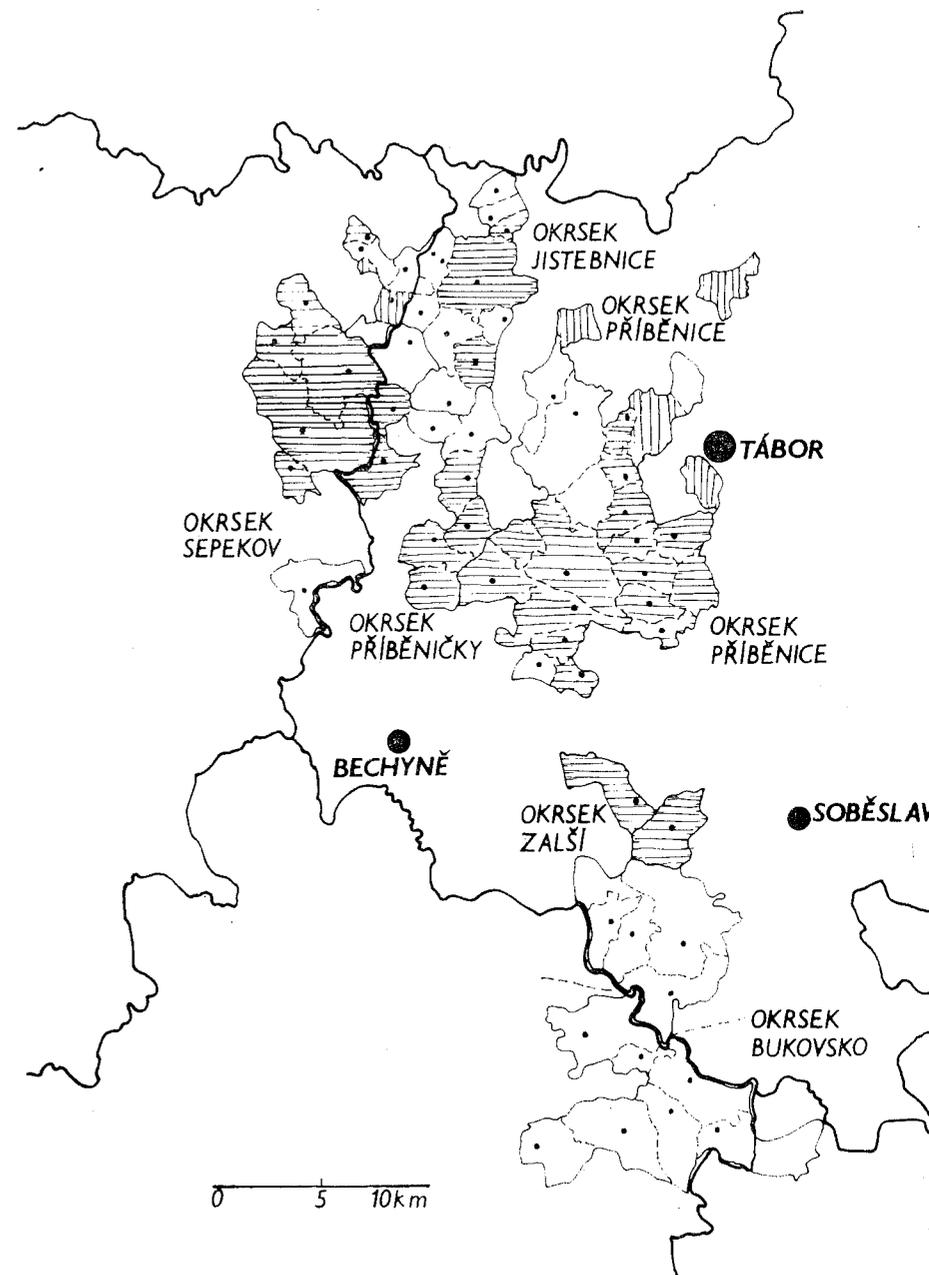 OKRSEK
JISTEBNICE
OKRSEK
PŘÍBĚNICE
TÁBOR
OKRSEK
SEPEKOV
OKRSEK
PŘÍBĚNIČKY
OKRSEK
PŘÍBĚNICE
BECHYNĚ
OKRSEK
ZALŠÍ
SOBĚSLAV
OKRSEK
BUKOVSKO
0 5 10km